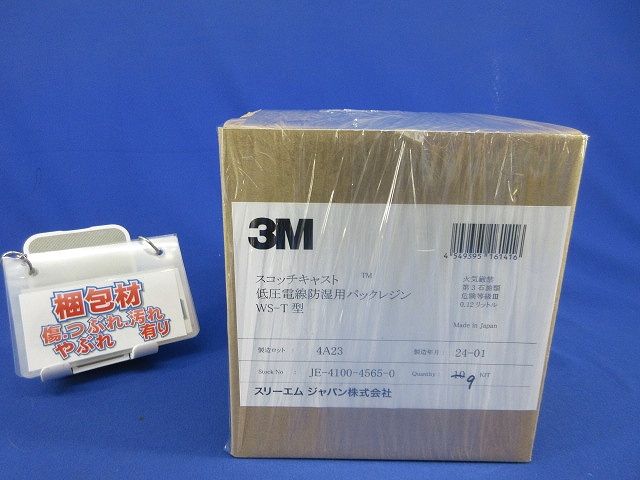 梱包材
傷、つぶれ、汚れ
やぶれ 有り
3M
4 549395 161416
スコッチキャスト™
低圧電線防湿用パックレジン
WS-T 型
火気厳禁
第3石油類
危険等級Ⅲ
0.12リットル
Made in Japan
製造ロット : 4A23 製造年月 : 24-01
Stock No : JE-4100-4565-0 Quantity : 10 9 KIT
スリーエム ジャパン株式会社